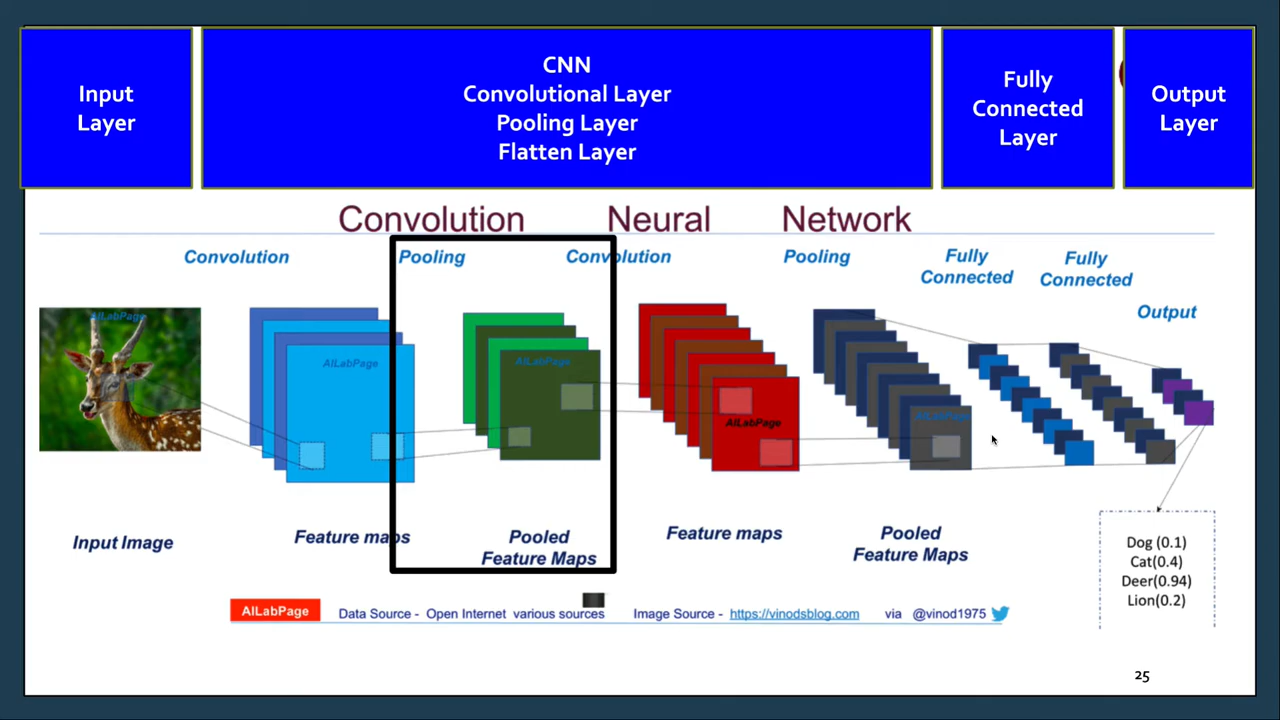 Input
Layer
CNN
Convolutional Layer
Pooling Layer
Flatten Layer
Fully
Connected
Layer
Output
Layer
Convolution Neural Network
Convolution
Pooling
Convolution
Pooling
Fully
Connected
Fully
Connected
Output
AILabPage
AILabPage
AILabPage
AILabPage
AILabPage
Input Image
Feature maps
Pooled
Feature Maps
Feature maps
Pooled
Feature Maps
Dog (0.1)
Cat(0.4)
Deer(0.94)
Lion(0.2)
AILabPage
Data Source - Open Internet various sources
Image Source - https://vinodsblog.com via @vinod1975
25